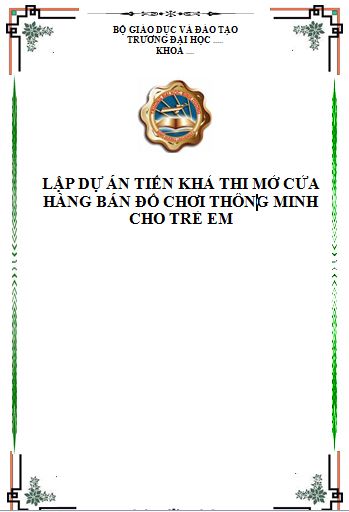 BỘ GIÁO DỤC VÀ ĐÀO TẠO
TRƯỜNG ĐẠI HỌC .....
KHOA ....
LẬP DỰ ÁN TIỀN KHẢ THI MỞ CỬA
HÀNG BÁN ĐỒ CHƠI THÔNG MINH
CHO TRẺ EM